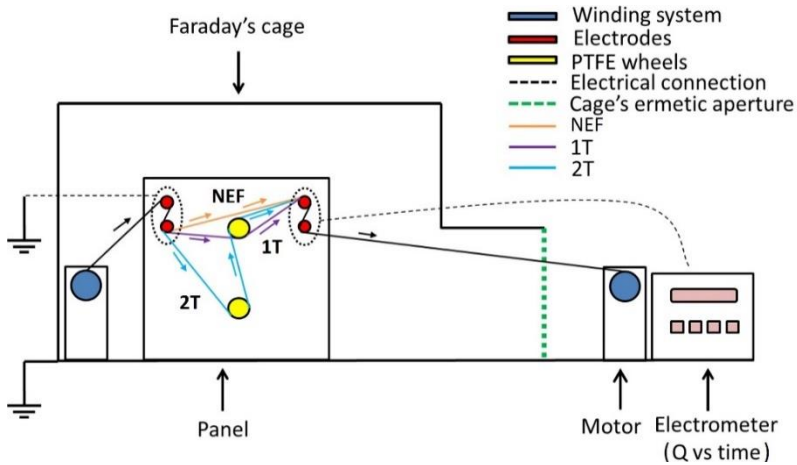 Faraday's cage
Winding system
Electrodes
PTFE wheels
Electrical connection
Cage's ermetic aperture
NEF
1T
2T
NEF
1T
2T
Panel
Motor
Electrometer
(Q vs time)